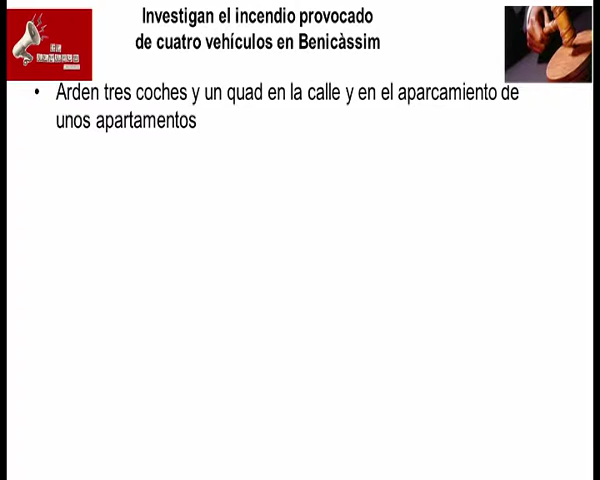 Investigan el incendio provocado
de cuatro vehículos en Benicàssim
• Arden tres coches y un quad en la calle y en el aparcamiento de
unos apartamentos